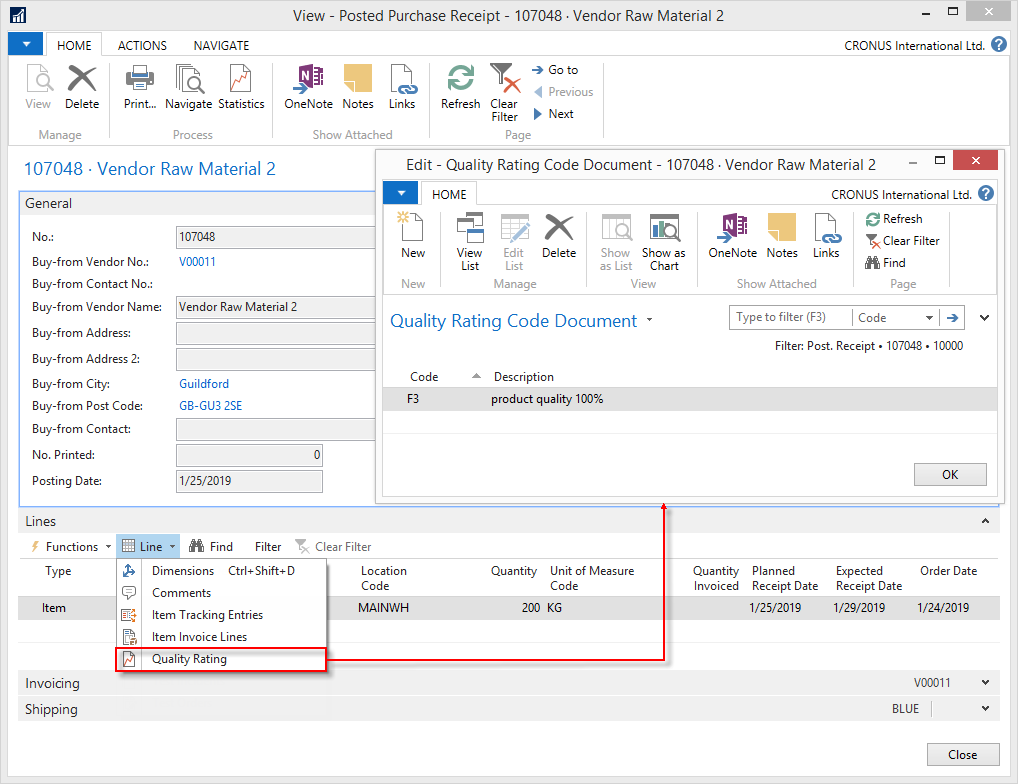 View - Posted Purchase Receipt - 107048 · Vendor Raw Material 2
HOME ACTIONS NAVIGATE CRONUS International Ltd. ?
View Delete Print... Navigate Statistics OneNote Notes Links Refresh Clear Filter Go to
Previous
Next
Manage Process Show Attached Page
107048 · Vendor Raw Material 2
General
No.: 107048
Buy-from Vendor No.: V00011
Buy-from Contact No.:
Buy-from Vendor Name: Vendor Raw Material 2
Buy-from Address:
Buy-from Address 2:
Buy-from City: Guildford
Buy-from Post Code: GB-GU3 2SE
Buy-from Contact:
No. Printed: 0
Posting Date: 1/25/2019
Edit - Quality Rating Code Document - 107048 · Vendor Raw Material 2
HOME CRONUS International Ltd. ?
New View List Edit List Delete Show as List Show as Chart OneNote Notes Links Refresh
Clear Filter
Find
New Manage View Show Attached Page
Quality Rating Code Document Type to filter (F3) Code
Filter: Post. Receipt • 107048 • 10000
Code Description
F3 product quality 100%
OK
Lines
Functions Line Find Filter Clear Filter
Type Location Code Quantity Unit of Measure Code Quantity Invoiced Planned Receipt Date Expected Receipt Date Order Date
Item MAINWH 200 KG 1/25/2019 1/29/2019 1/24/2019
Dimensions Ctrl+Shift+D
Comments
Item Tracking Entries
Item Invoice Lines
Quality Rating
Invoicing V00011
Shipping BLUE
Close